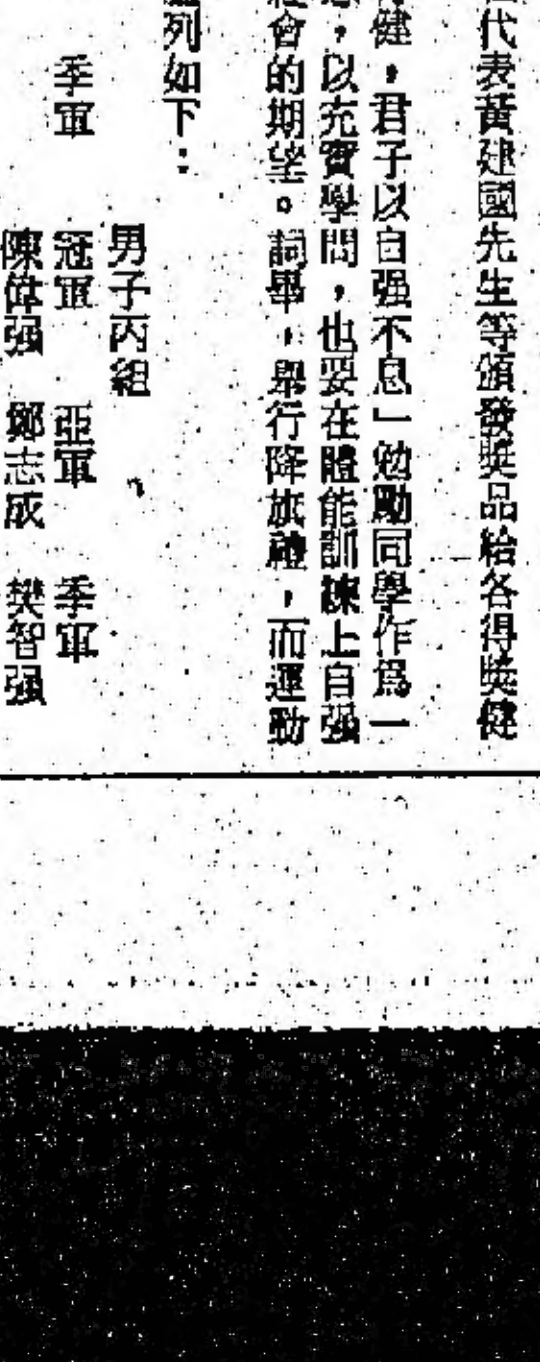 代表黃建國先生等頒發獎品給各得獎健
健，君子以自强不息」勉勵同學作爲一
，以充實學問，也要在體能訓練上自强
會的期望。詞畢，舉行降旗禮，而運動
列如下：
男子丙組
季軍 冠軍 亞軍 季軍
陳偉强 鄭志成 樊智强